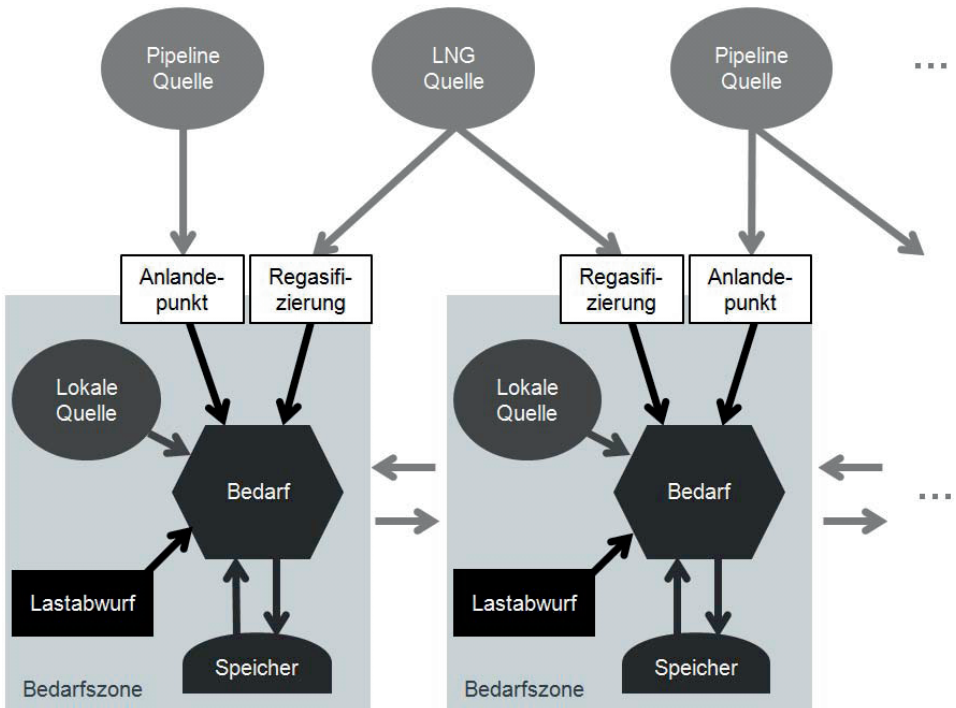 Pipeline
Quelle
LNG
Quelle
Pipeline
Quelle
...
Anlande-
punkt
Regasifi-
zierung
Regasifi-
zierung
Anlande-
punkt
Lokale
Quelle
Bedarf
Lastabwurf
Speicher
Bedarfszone
Lokale
Quelle
Bedarf
...
Lastabwurf
Speicher
Bedarfszone